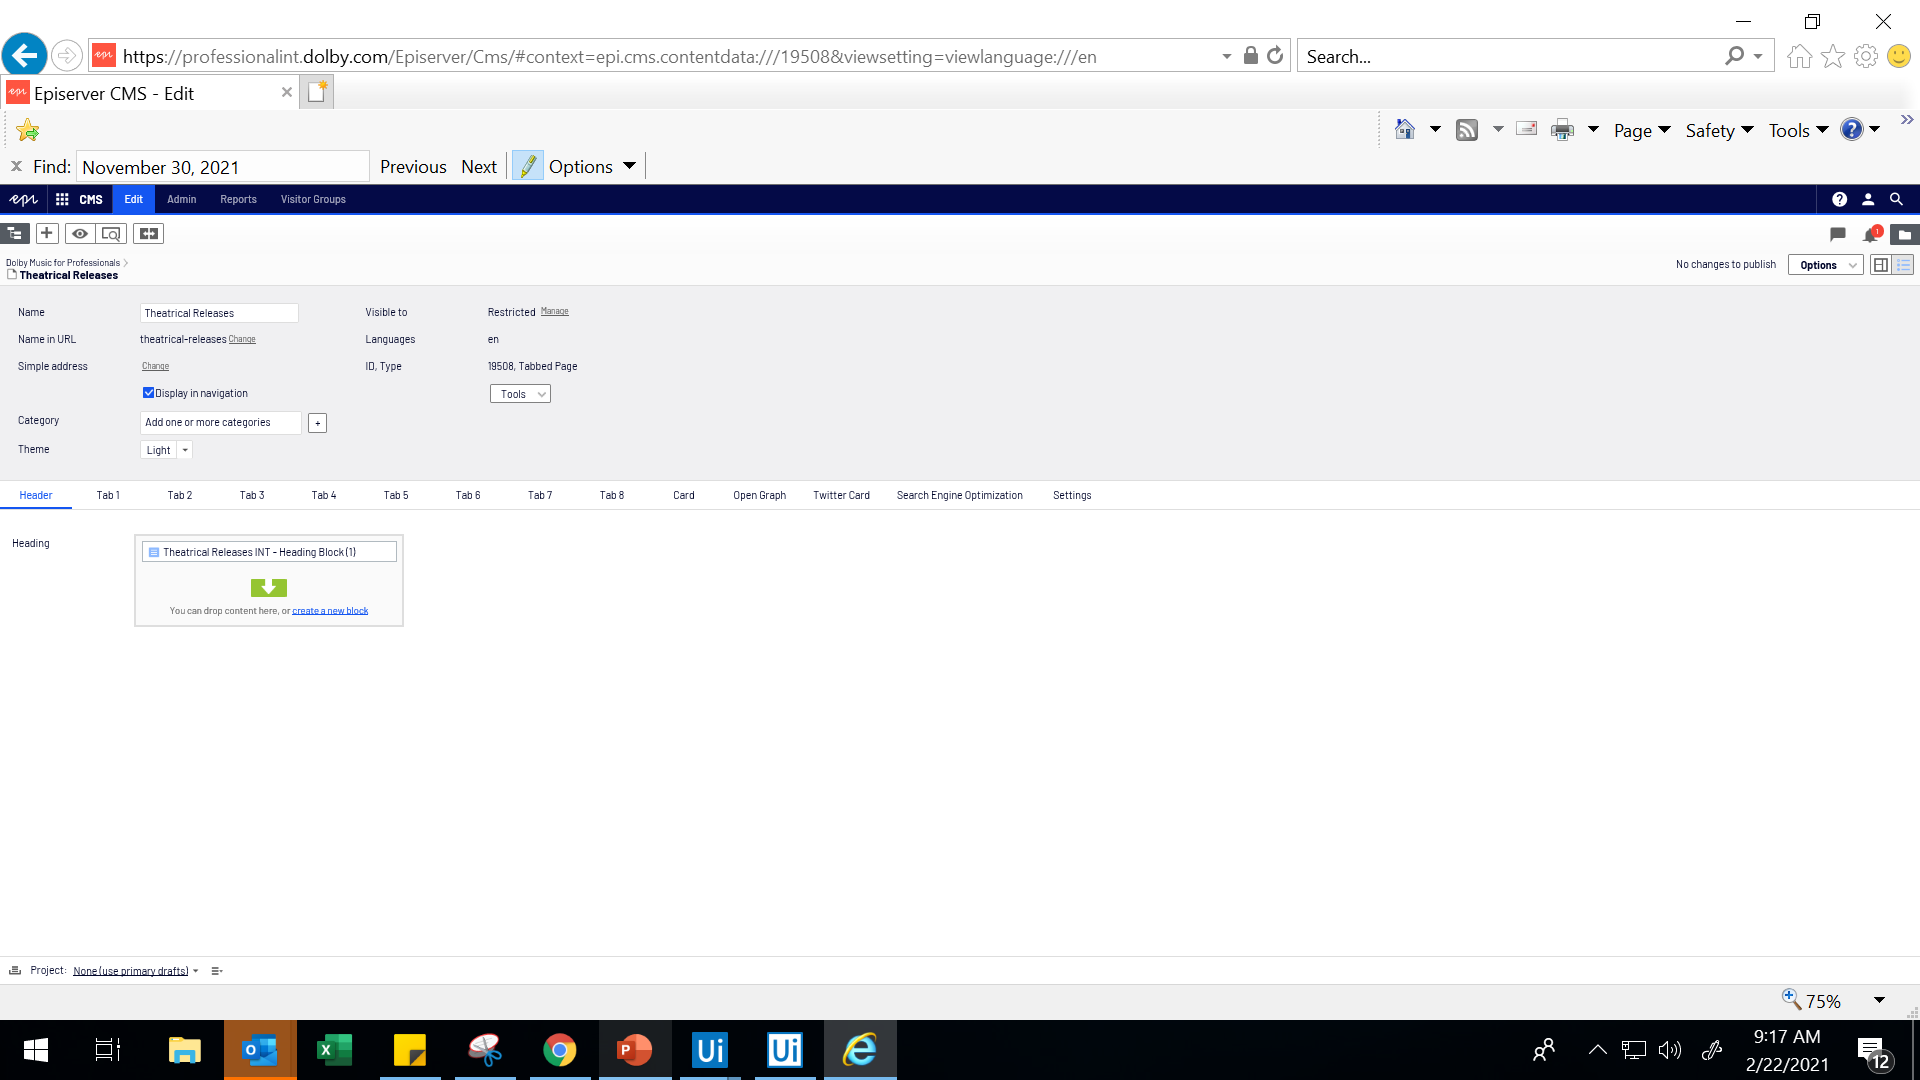 https://professionalint.dolby.com/Episerver/Cms/#context=epi.cms.contentdata:///19508&viewsetting=viewlanguage:///en
Search...
epi Episerver CMS - Edit
Page Safety Tools
Find: November 30, 2021 Previous Next Options
epi CMS Edit Admin Reports Visitor Groups
1
Dolby Music for Professionals
Theatrical Releases
No changes to publish Options
Name Theatrical Releases Visible to Restricted Manage
Name in URL theatrical-releases Change Languages en
Simple address Change ID, Type 19508, Tabbed Page
Display in navigation Tools
Category Add one or more categories +
Theme Light
Header Tab 1 Tab 2 Tab 3 Tab 4 Tab 5 Tab 6 Tab 7 Tab 8 Card Open Graph Twitter Card Search Engine Optimization Settings
Heading Theatrical Releases INT - Heading Block (1)
You can drop content here, or create a new block
Project: None (use primary drafts)
75%
9:17 AM
2/22/2021
12